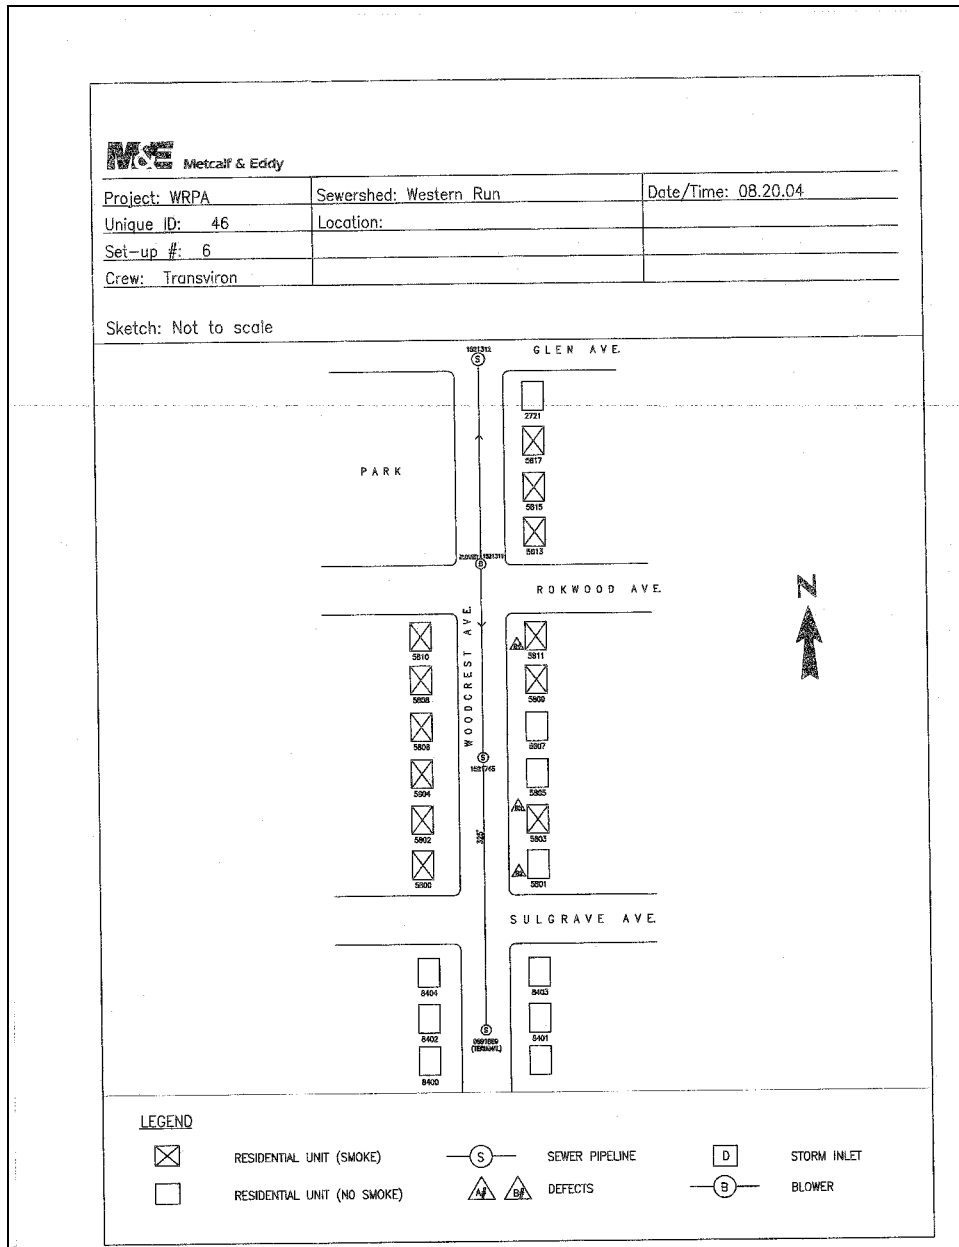 M&E Metcalf & Eddy
Project: WRPA
Sewershed: Western Run
Date/Time: 08.20.04
Unique ID: 46
Location:
Set-up #: 6
Crew: Transviron
Sketch: Not to scale
1521312
GLEN AVE.
2721
5817
PARK
5815
5813
ROKWOOD AVE.
N
WOODCREST AVE.
5810
5811
5808
5809
5806
5807
5804
5805
5802
5803
325'
5800
5801
SULGRAVE AVE.
8404
8403
8402
8401
(TERMINAL)
8400
LEGEND
RESIDENTIAL UNIT (SMOKE)
S
SEWER PIPELINE
D
STORM INLET
RESIDENTIAL UNIT (NO SMOKE)
A# B#
DEFECTS
B
BLOWER